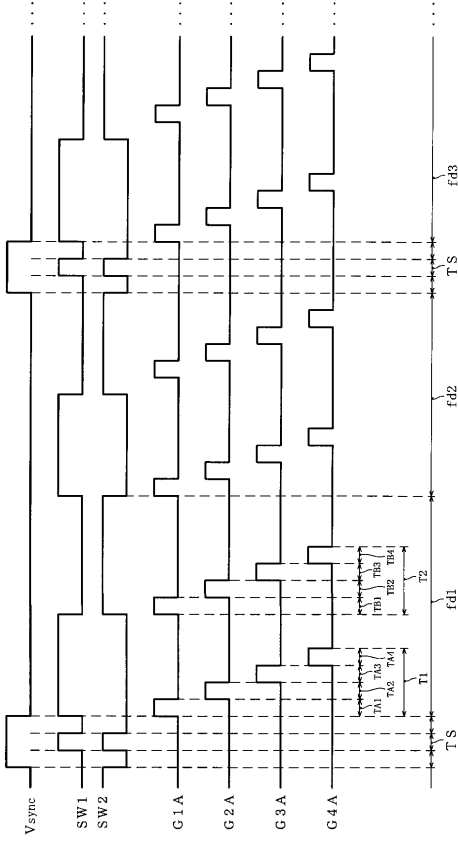 Vsync ...
SW1 ...
SW2
G1A ...
G2A ...
G3A ...
G4A ...
TA1
TA2
TA3
TA4
TB1
TB2
TB3
TB4
T1
T2
TS
fd1
fd2
TS
fd3
...